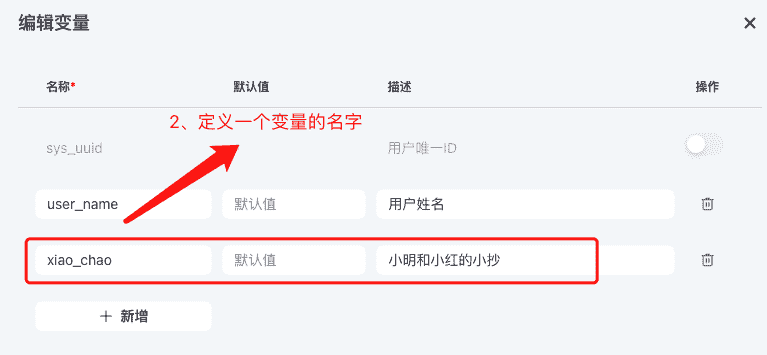 编辑变量
名称* 默认值 描述 操作
2、定义一个变量的名字
sys_uuid 用户唯一ID
user_name 默认值 用户姓名
xiao_chao 默认值 小明和小红的小抄
+ 新增